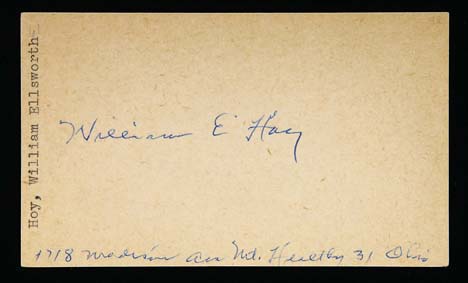 Hoy, William Ellsworth
William E Hoy
1718 Madison Ave Mt. Healthy 31 Ohio